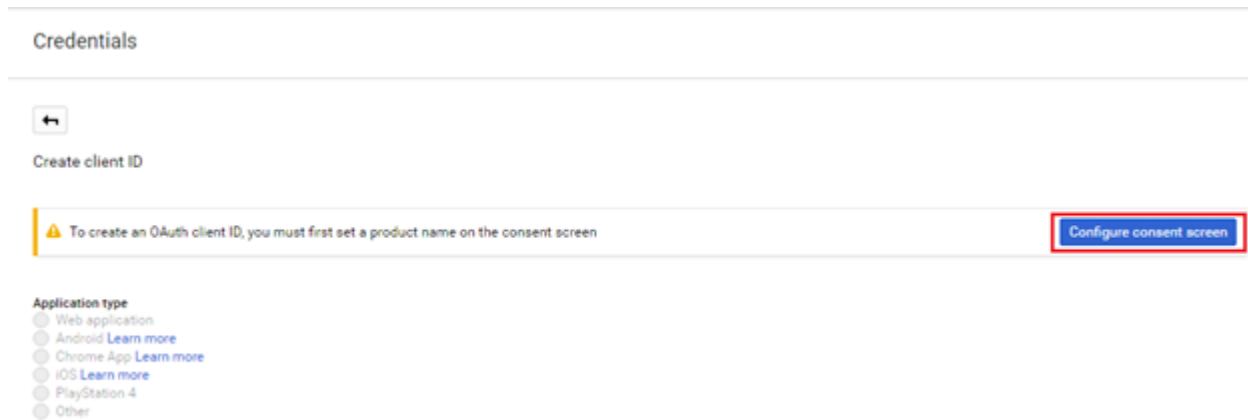 Credentials
Create client ID
To create an OAuth client ID, you must first set a product name on the consent screen
Configure consent screen
Application type
Web application
Android Learn more
Chrome App Learn more
iOS Learn more
PlayStation 4
Other